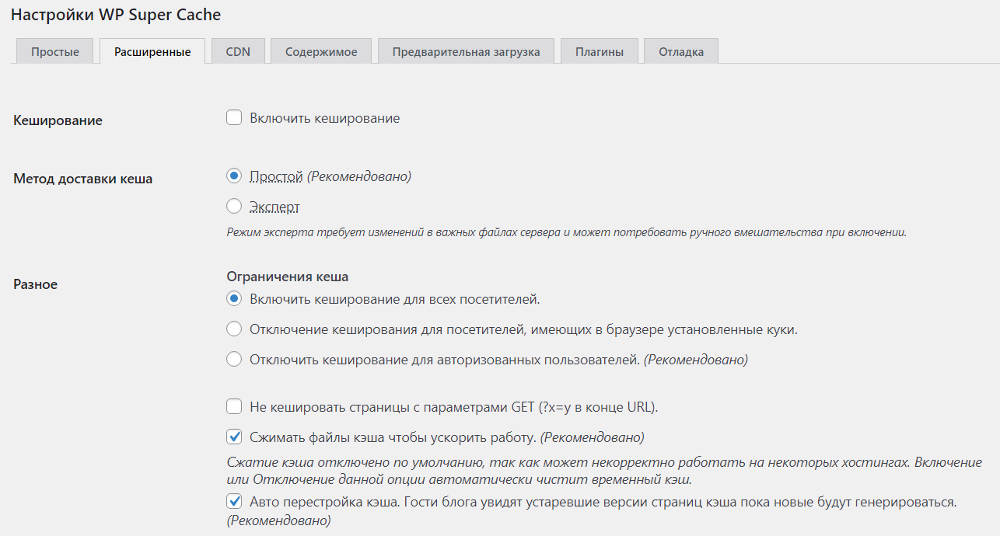 Настройки WP Super Cache
Простые Расширенные CDN Содержимое Предварительная загрузка Плагины Отладка
Кеширование Включить кеширование
Метод доставки кеша Простой (Рекомендовано)
Эксперт
Режим эксперта требует изменений в важных файлах сервера и может потребовать ручного вмешательства при включении.
Разное Ограничения кеша
Включить кеширование для всех посетителей.
Отключение кеширования для посетителей, имеющих в браузере установленные куки.
Отключить кеширование для авторизованных пользователей. (Рекомендовано)
Не кешировать страницы с параметрами GET (?x=y в конце URL).
Сжимать файлы кэша чтобы ускорить работу. (Рекомендовано)
Сжатие кэша отключено по умолчанию, так как может некорректно работать на некоторых хостингах. Включение
или Отключение данной опции автоматически чистит временный кэш.
Авто перестройка кэша. Гости блога увидят устаревшие версии страниц кэша пока новые будут генерироваться.
(Рекомендовано)